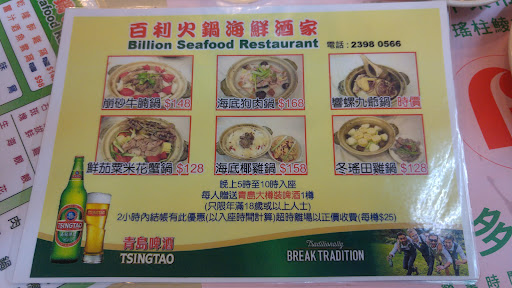 百利火鍋海鮮酒家
Billion Seafood Restaurant 電話：2398 0566
崩砂牛腩鍋 $148
海底狗肉鍋 $168
響螺九爺鍋 時價
鮮茄粟米花蟹鍋 $128
海底椰雞鍋 $158
冬瑤田雞鍋 $128
晚上5時至10時入座
每人贈送青島大樽裝啤酒1樽
(只限年滿18歲或以上人士)
2小時內結帳有此優惠(以入座時間計算)超時離場以正價收費(每樽$25)
TSINGTAO
青島啤酒
TSINGTAO
Traditionally
BREAK TRADITION
瑤柱
多